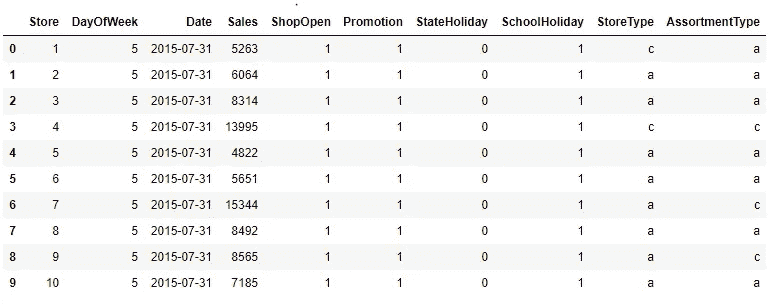 Store DayOfWeek Date Sales ShopOpen Promotion StateHoliday SchoolHoliday StoreType AssortmentType
0 1 5 2015-07-31 5263 1 1 0 1 c a
1 2 5 2015-07-31 6064 1 1 0 1 a a
2 3 5 2015-07-31 8314 1 1 0 1 a a
3 4 5 2015-07-31 13995 1 1 0 1 c c
4 5 5 2015-07-31 4822 1 1 0 1 a a
5 6 5 2015-07-31 5651 1 1 0 1 a a
6 7 5 2015-07-31 15344 1 1 0 1 a c
7 8 5 2015-07-31 8492 1 1 0 1 a a
8 9 5 2015-07-31 8565 1 1 0 1 a c
9 10 5 2015-07-31 7185 1 1 0 1 a a